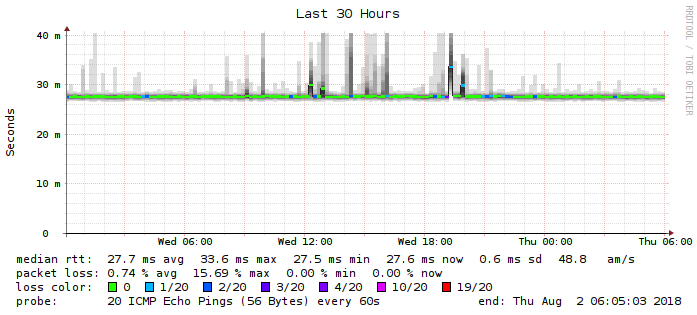 Last 30 Hours
RRDTOOL / TOBI OETIKER
Seconds
40 m
30 m
20 m
10 m
0
Wed 06:00 Wed 12:00 Wed 18:00 Thu 00:00 Thu 06:00
median rtt: 27.7 ms avg 33.6 ms max 27.5 ms min 27.6 ms now 0.6 ms sd 48.8 am/s
packet loss: 0.74 % avg 15.69 % max 0.00 % min 0.00 % now
loss color: 0 1/20 2/20 3/20 4/20 10/20 19/20
probe: 20 ICMP Echo Pings (56 Bytes) every 60s end: Thu Aug 2 06:05:03 2018